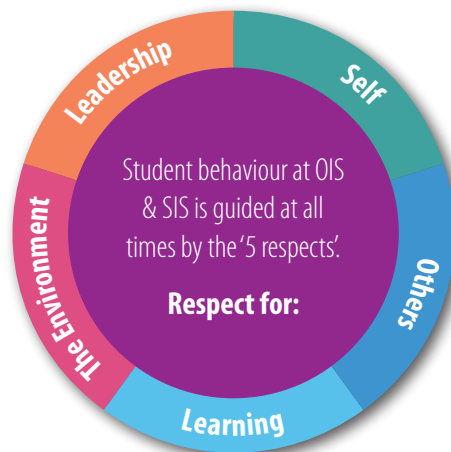 Student behaviour at OIS
& SIS is guided at all
times by the ‘5 respects’.
Respect for:
Self
Others
Learning
The Environment
Leadership